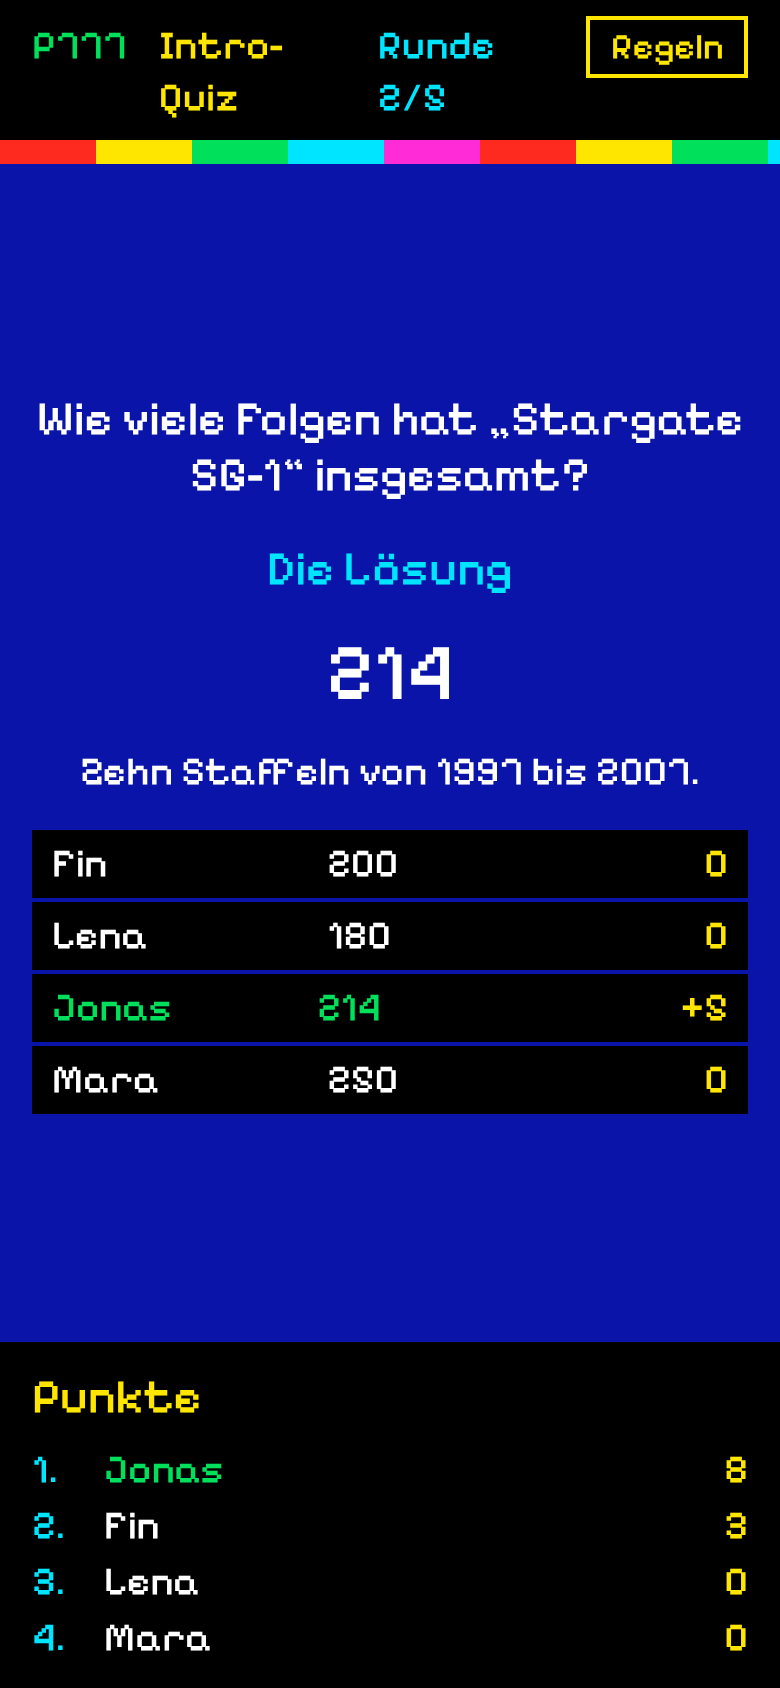 P777
Intro-
Quiz
Runde
2/5
Regeln
Wie viele Folgen hat „Stargate
SG-1“ insgesamt?
Die Lösung
214
Zehn Staffeln von 1997 bis 2007.
Fin 200 0
Lena 180 0
Jonas 214 +5
Mara 250 0
Punkte
1. Jonas 8
2. Fin 3
3. Lena 0
4. Mara 0